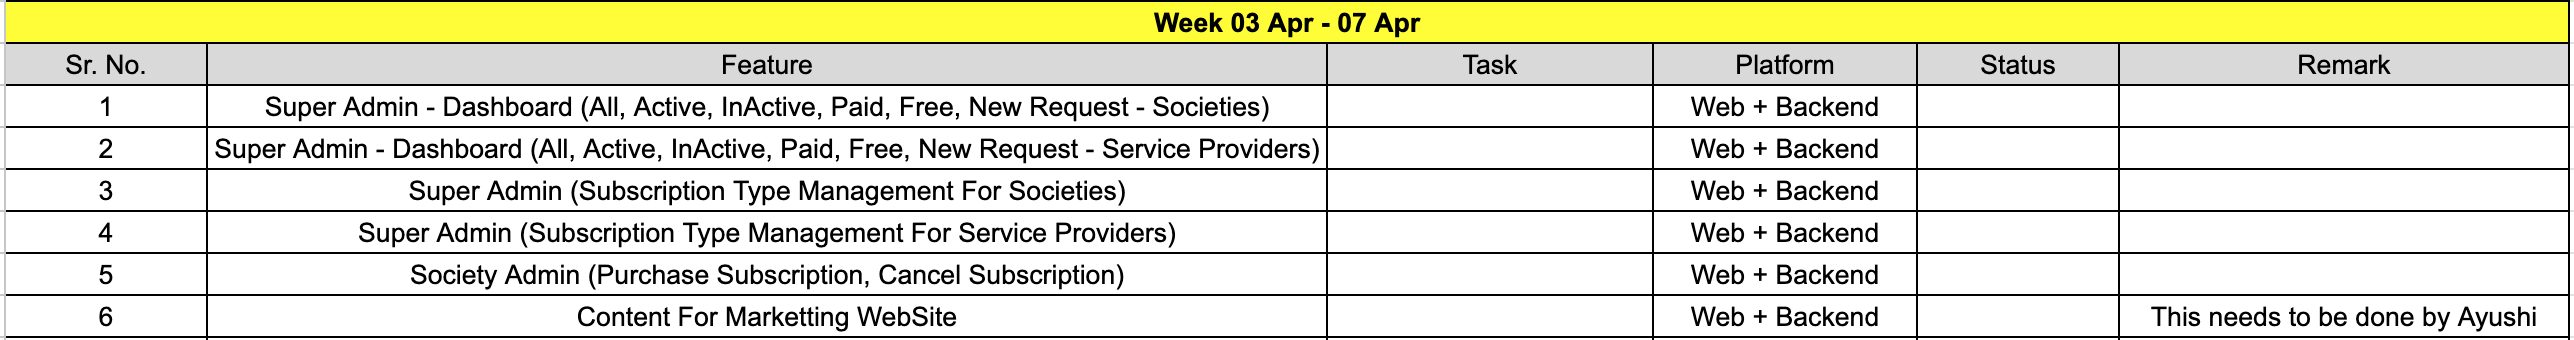 Week 03 Apr - 07 Apr
Sr. No. Feature Task Platform Status Remark
1 Super Admin - Dashboard (All, Active, InActive, Paid, Free, New Request - Societies) Web + Backend
2 Super Admin - Dashboard (All, Active, InActive, Paid, Free, New Request - Service Providers) Web + Backend
3 Super Admin (Subscription Type Management For Societies) Web + Backend
4 Super Admin (Subscription Type Management For Service Providers) Web + Backend
5 Society Admin (Purchase Subscription, Cancel Subscription) Web + Backend
6 Content For Marketting WebSite Web + Backend This needs to be done by Ayushi